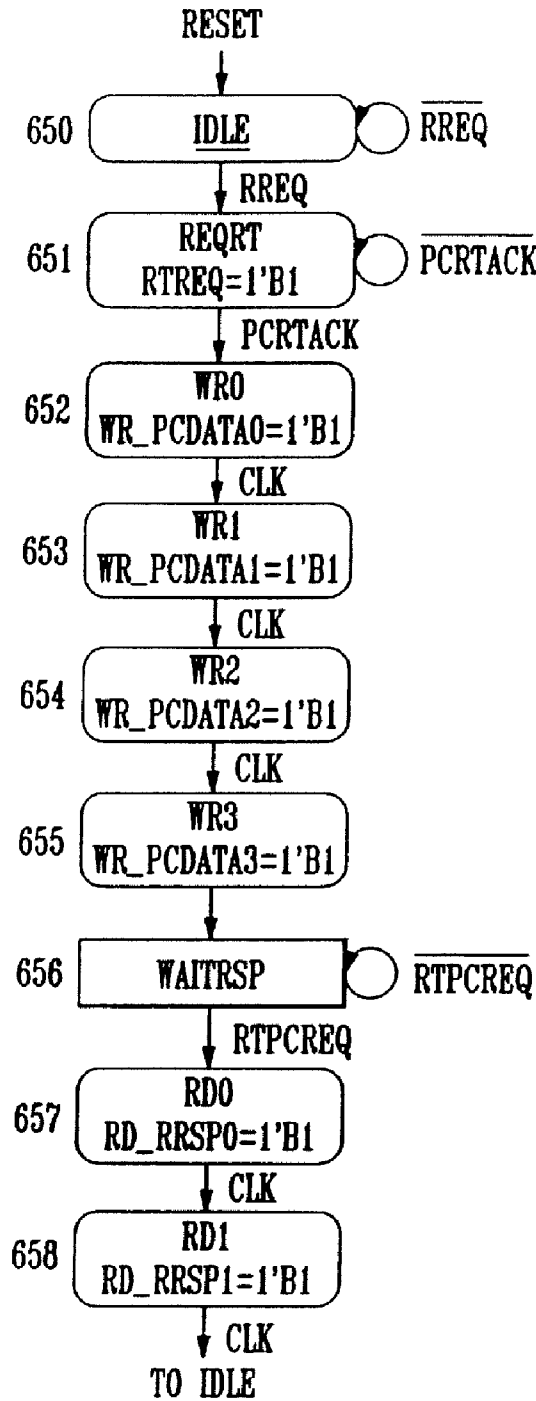 RESET
650 IDLE RREQ
RREQ
651 REQRT
RTREQ=1'B1 PCRTACK
PCRTACK
652 WR0
WR_PCDATA0=1'B1
CLK
653 WR1
WR_PCDATA1=1'B1
CLK
654 WR2
WR_PCDATA2=1'B1
CLK
655 WR3
WR_PCDATA3=1'B1
656 WAITRSP RTPCREQ
RTPCREQ
657 RD0
RD_RRSP0=1'B1
CLK
658 RD1
RD_RRSP1=1'B1
CLK
TO IDLE